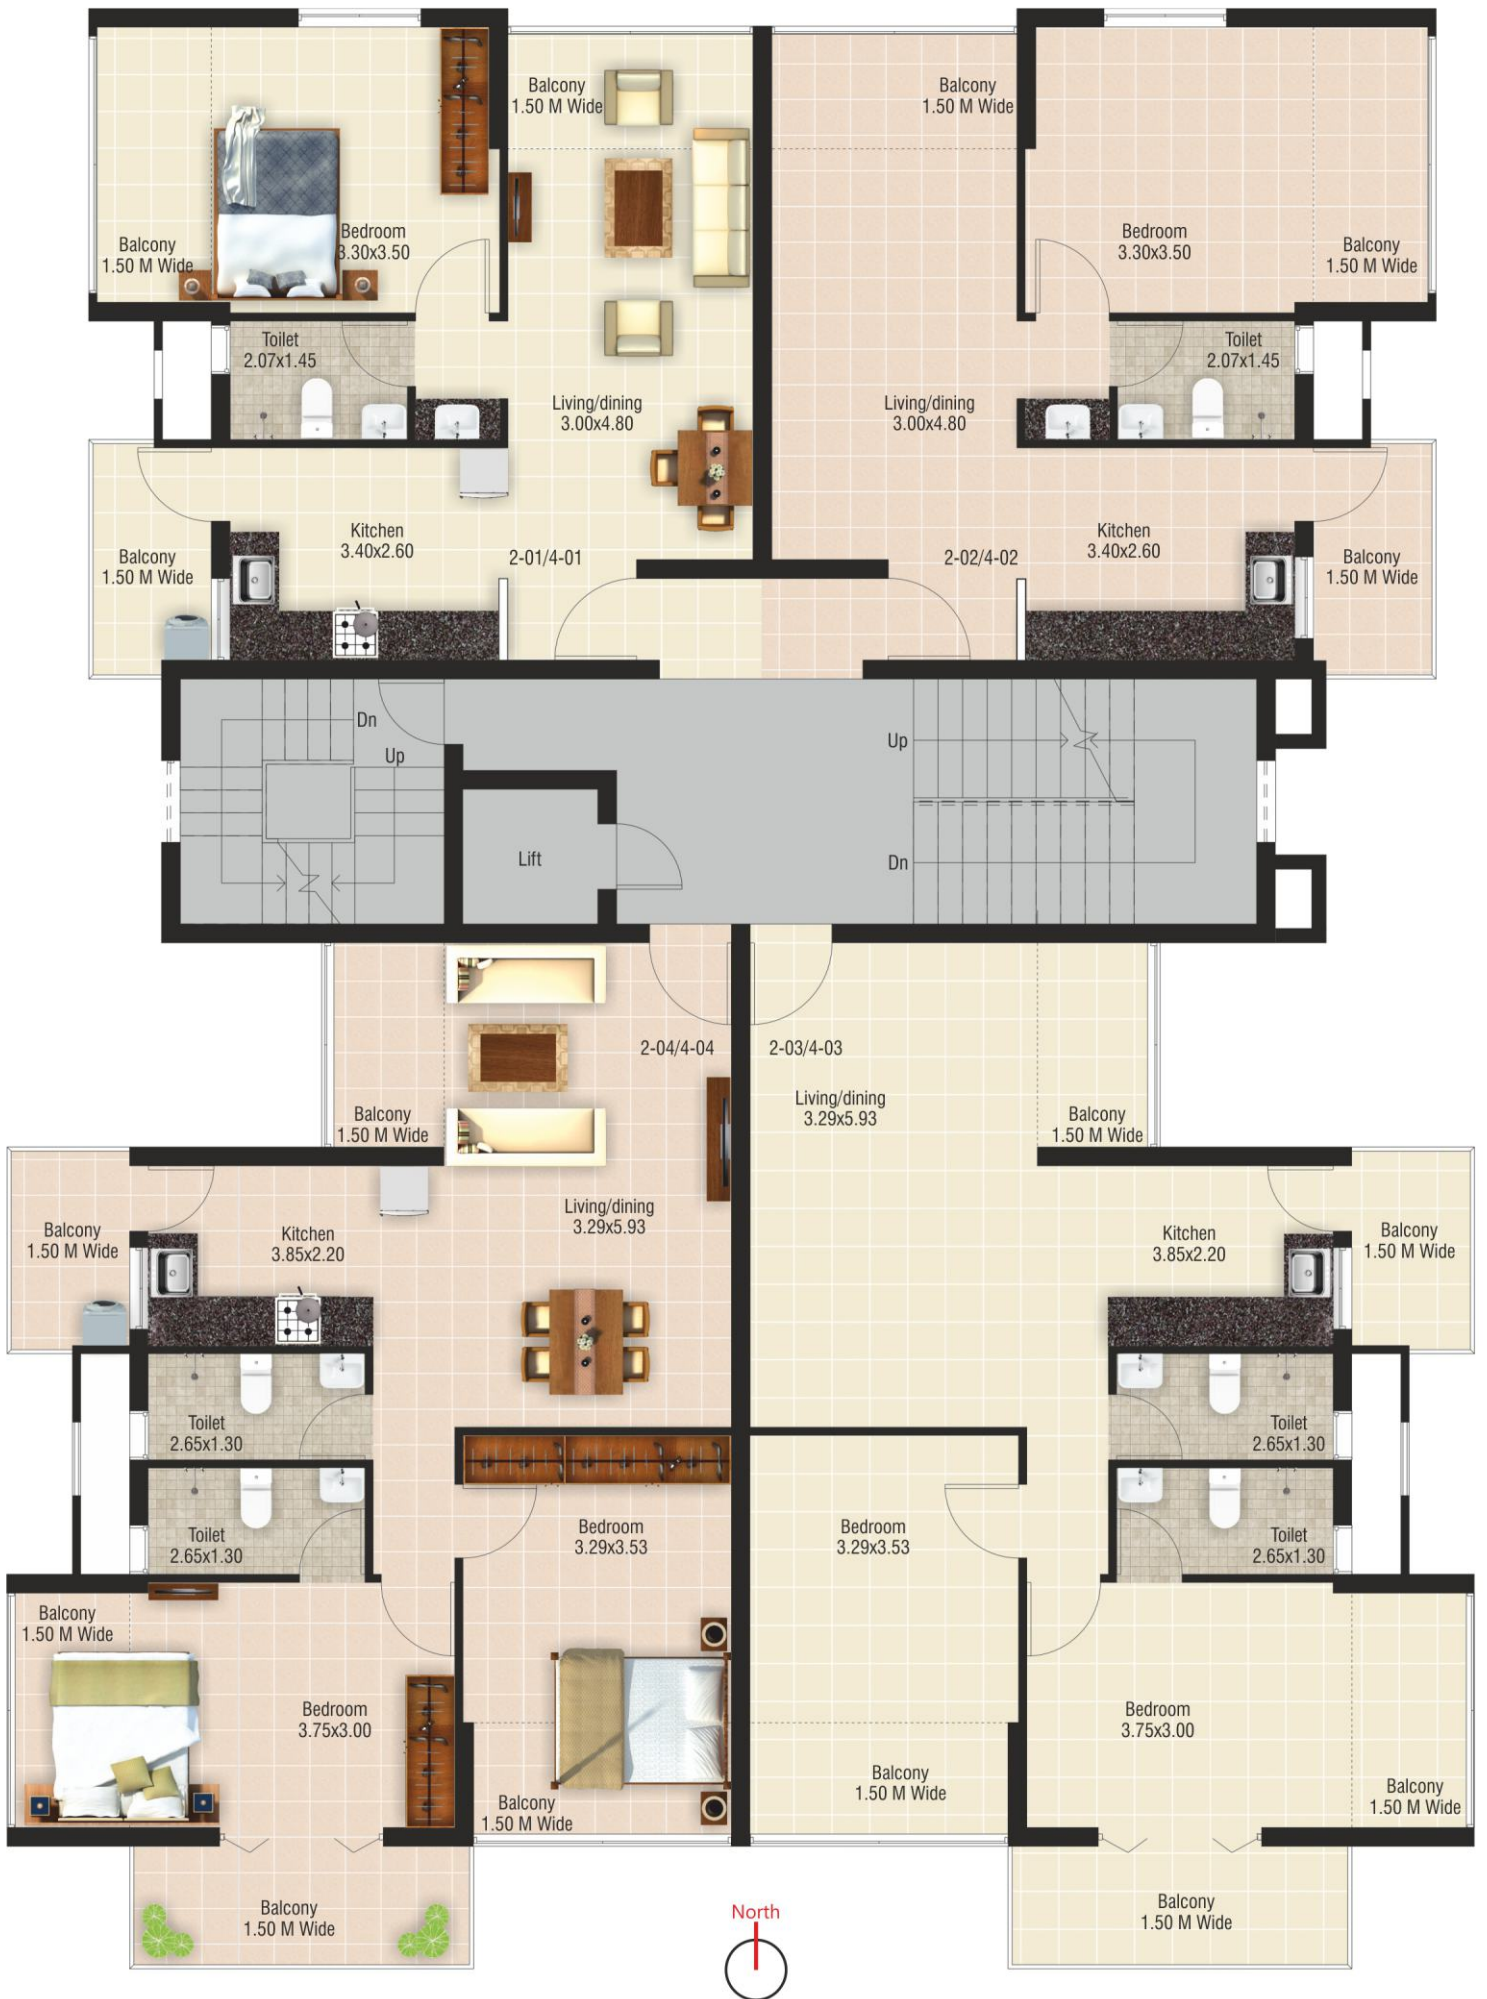 Balcony
1.50 M Wide
Balcony
1.50 M Wide
Bedroom
3.30x3.50
Balcony
1.50 M Wide
Bedroom
3.30x3.50
Balcony
1.50 M Wide
Toilet
2.07x1.45
Toilet
2.07x1.45
Living/dining
3.00x4.80
Living/dining
3.00x4.80
Kitchen
3.40x2.60
Kitchen
3.40x2.60
Balcony
1.50 M Wide
2-01/4-01
2-02/4-02
Balcony
1.50 M Wide
Dn
Up
Up
Lift
Dn
2-04/4-04
2-03/4-03
Living/dining
3.29x5.93
Balcony
1.50 M Wide
Balcony
1.50 M Wide
Living/dining
3.29x5.93
Balcony
1.50 M Wide
Kitchen
3.85x2.20
Kitchen
3.85x2.20
Balcony
1.50 M Wide
Toilet
2.65x1.30
Toilet
2.65x1.30
Toilet
2.65x1.30
Bedroom
3.29x3.53
Bedroom
3.29x3.53
Toilet
2.65x1.30
Balcony
1.50 M Wide
Bedroom
3.75x3.00
Bedroom
3.75x3.00
Balcony
1.50 M Wide
Balcony
1.50 M Wide
Balcony
1.50 M Wide
Balcony
1.50 M Wide
Balcony
1.50 M Wide
North